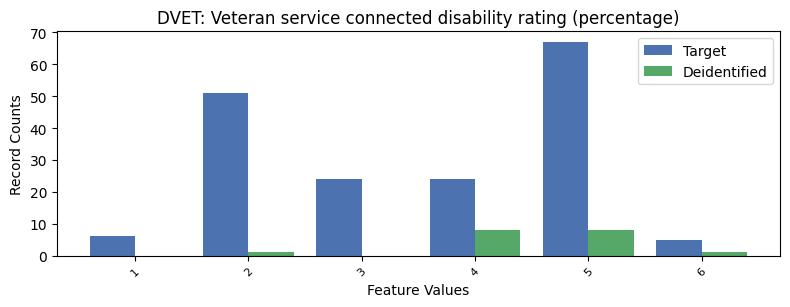 DVET: Veteran service connected disability rating (percentage)
Target
Deidentified
70
60
50
40
30
20
10
0
Record Counts
1 2 3 4 5 6
Feature Values